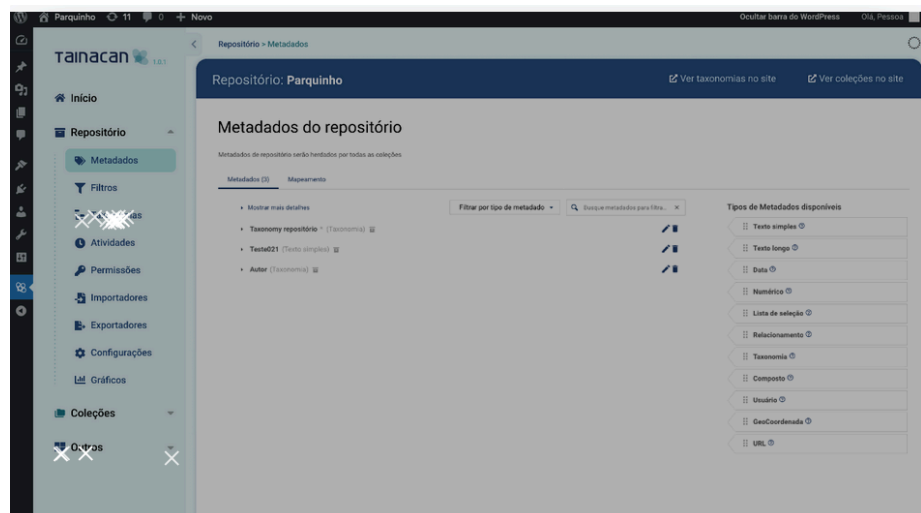 Parquinho 11 0 + Novo Ocultar barra do WordPress Olá, Pessoa
Tainacan 1.0.1
Repositório > Metadados
Repositório: Parquinho Ver taxonomias no site Ver coleções no site
Início
Repositório
Metadados
Filtros
Atividades
Permissões
Importadores
Exportadores
Configurações
Gráficos
Coleções
Outros
Metadados do repositório
Metadados de repositório serão herdados por todas as coleções.
Metadados (3) Mapeamento
Mostrar mais detalhes Filtrar por tipo de metadado Busque metadados para filtra...
Taxonomy repositório * (Taxonomia)
Teste021 (Texto simples)
Autor (Taxonomia)
Tipos de Metadados disponíveis
Texto simples
Texto longo
Data
Numérico
Lista de seleção
Relacionamento
Taxonomia
Composto
Usuário
GeoCoordenada
URL